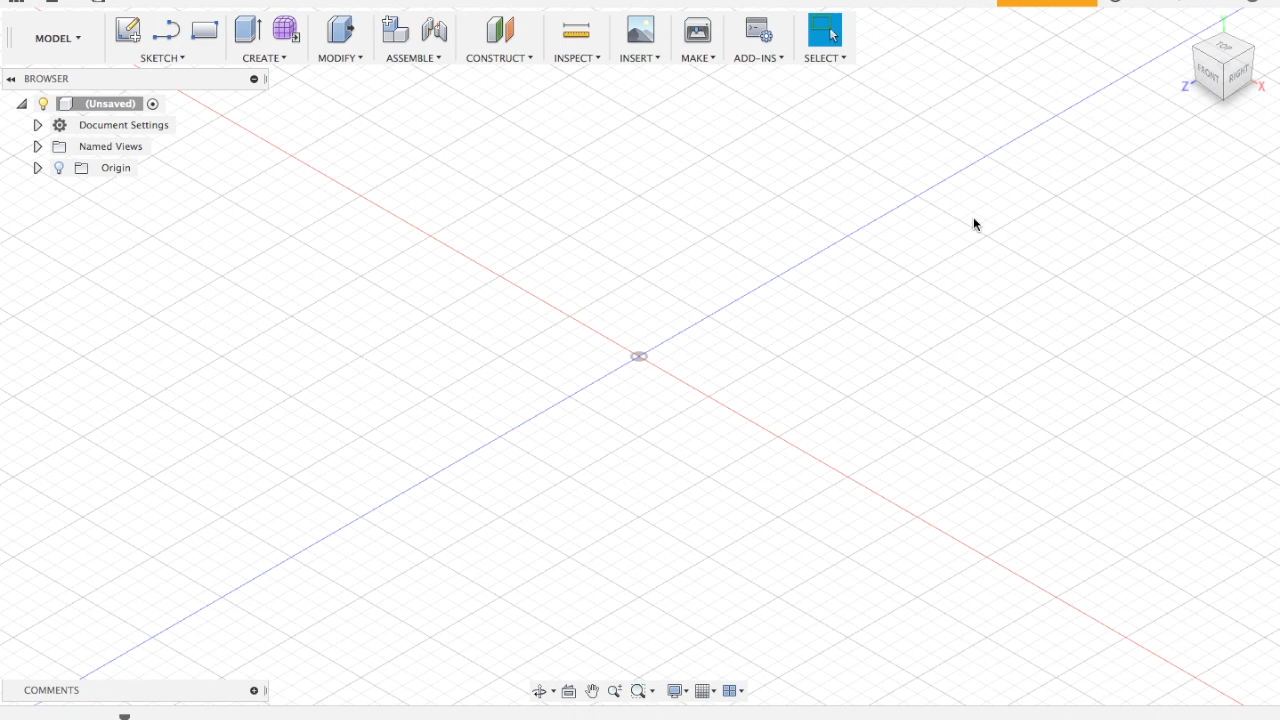 MODEL
SKETCH
CREATE
MODIFY
ASSEMBLE
CONSTRUCT
INSPECT
INSERT
MAKE
ADD-INS
SELECT
BROWSER
(Unsaved)
Document Settings
Named Views
Origin
Y
TOP
FRONT
RIGHT
Z
X
COMMENTS